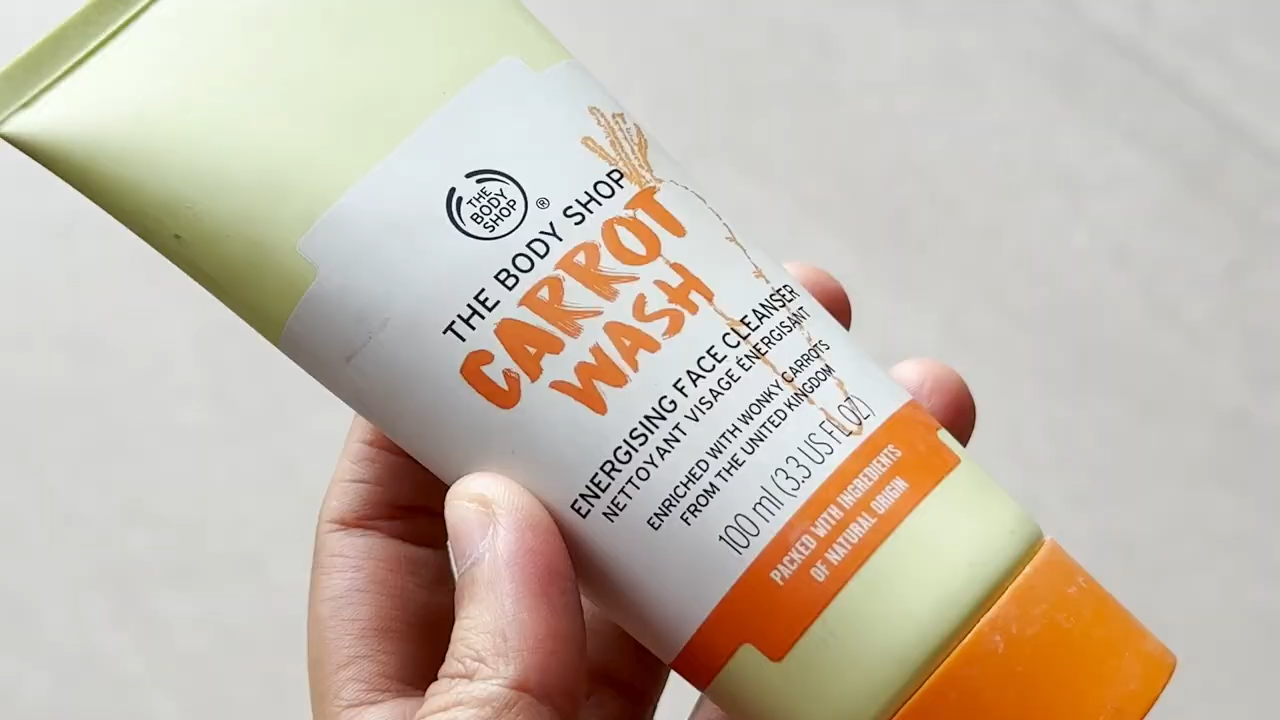 THE
BODY
SHOP
®
THE BODY SHOP
CARROT
WASH
ENERGISING FACE CLEANSER
NETTOYANT VISAGE ÉNERGISANT
ENRICHED WITH WONKY CARROTS
FROM THE UNITED KINGDOM
100 ml (3.3 US FL OZ)
PACKED WITH INGREDIENTS
OF NATURAL ORIGIN